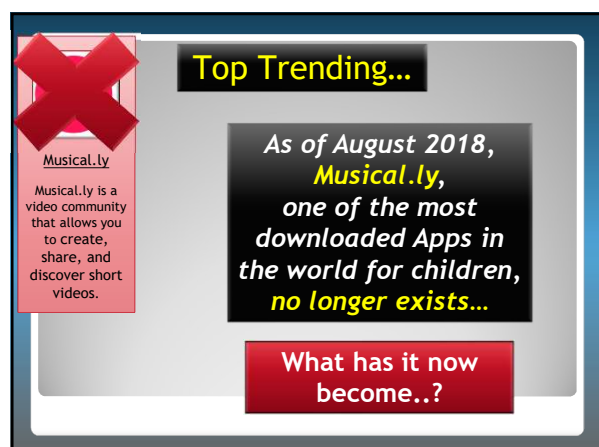 Top Trending...
Musical.ly
Musical.ly is a
video community
that allows you
to create,
share, and
discover short
videos.
As of August 2018,
Musical.ly,
one of the most
downloaded Apps in
the world for children,
no longer exists...
What has it now
become..?